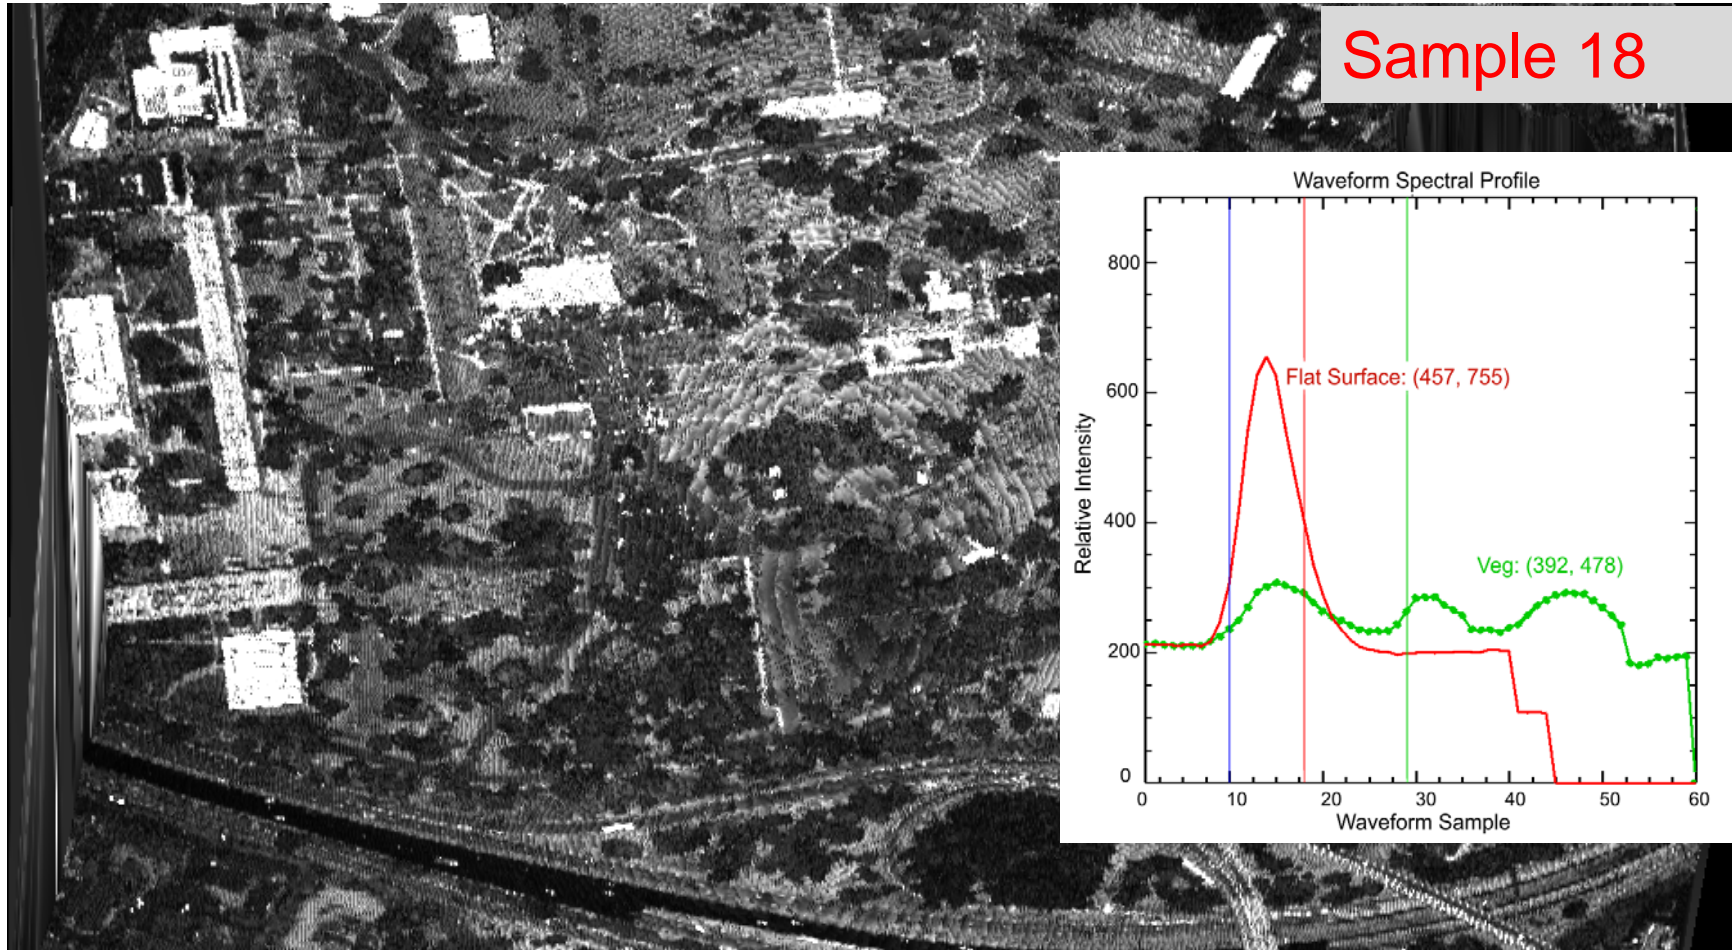 Sample 18
Waveform Spectral Profile
800
Flat Surface: (457, 755)
600
Relative Intensity
400
Veg: (392, 478)
200
0
0 10 20 30 40 50 60
Waveform Sample